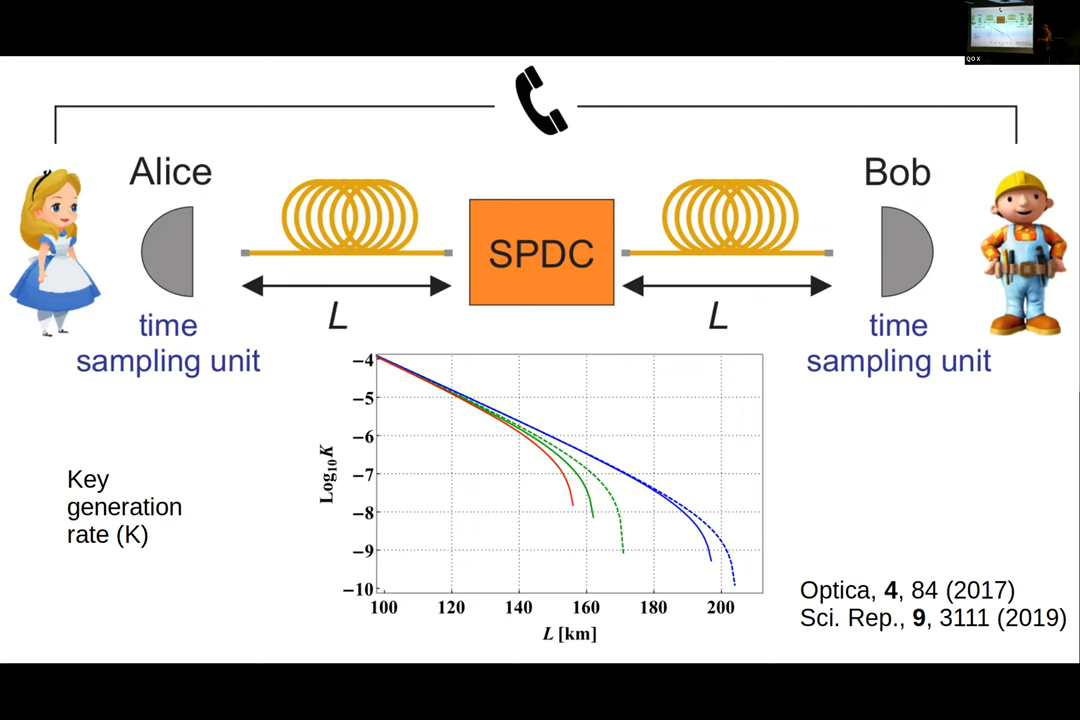 QO X
Alice
Bob
SPDC
L
L
time
sampling unit
time
sampling unit
Key
generation
rate (K)
Log₁₀K
−4
−5
−6
−7
−8
−9
−10
100 120 140 160 180 200
L [km]
Optica, 4, 84 (2017)
Sci. Rep., 9, 3111 (2019)